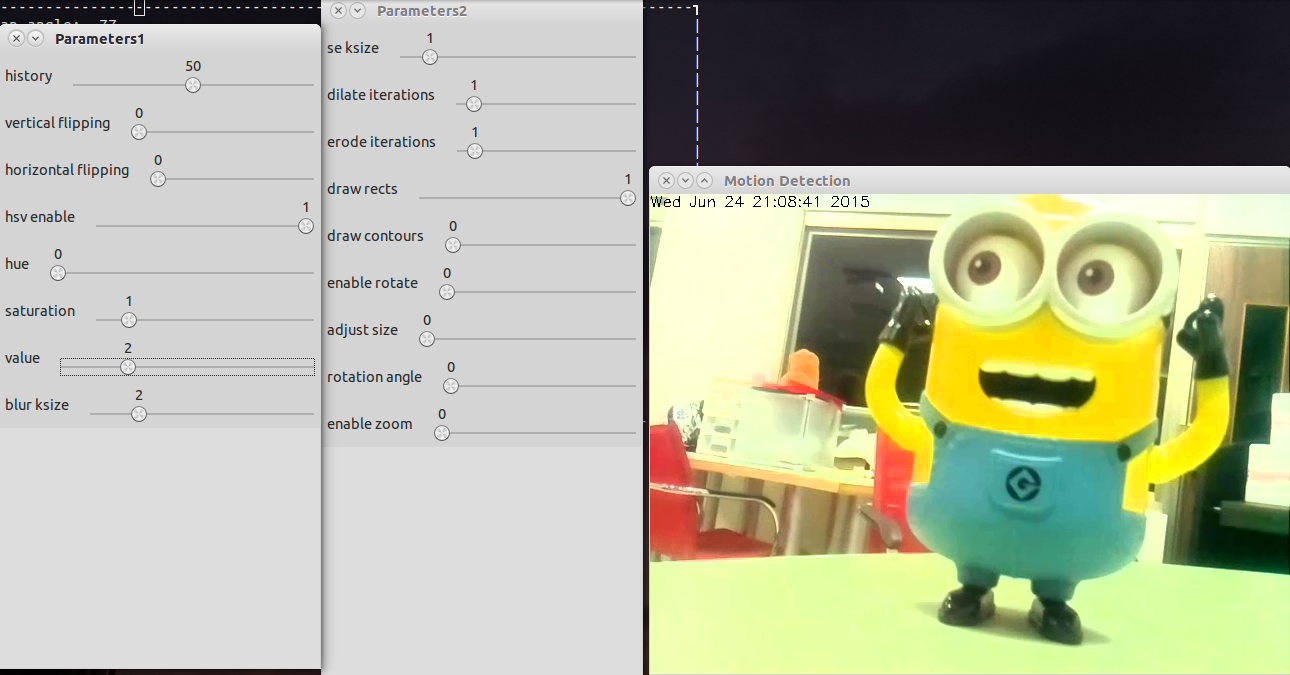 an angle: 77
Parameters1
history 50
vertical flipping 0
horizontal flipping 0
hsv enable 1
hue 0
saturation 1
value 2
blur ksize 2
Parameters2
se ksize 1
dilate iterations 1
erode iterations 1
draw rects 1
draw contours 0
enable rotate 0
adjust size 0
rotation angle 0
enable zoom 0
Motion Detection
Wed Jun 24 21:08:41 2015